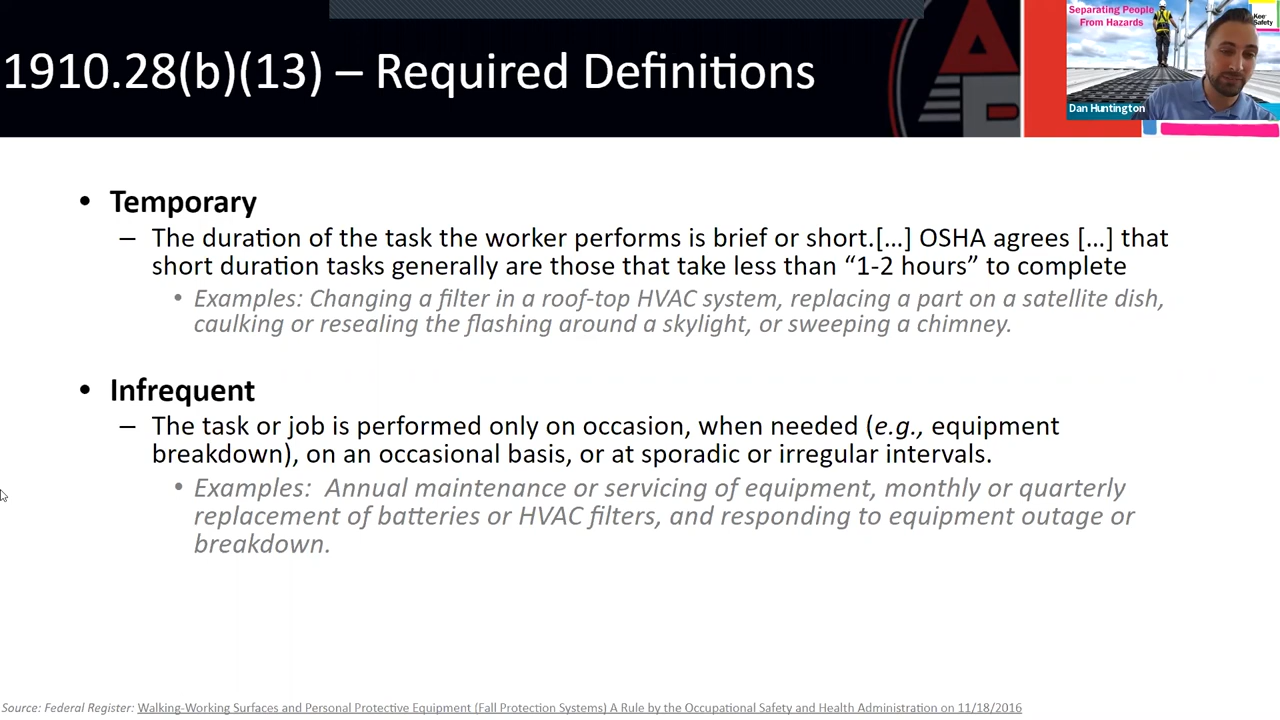 1910.28(b)(13) – Required Definitions
Separating People
From Hazards
Kee
Safety
Dan Huntington
• Temporary
– The duration of the task the worker performs is brief or short.[…] OSHA agrees […] that
short duration tasks generally are those that take less than “1-2 hours” to complete
• Examples: Changing a filter in a roof-top HVAC system, replacing a part on a satellite dish,
caulking or resealing the flashing around a skylight, or sweeping a chimney.
• Infrequent
– The task or job is performed only on occasion, when needed (e.g., equipment
breakdown), on an occasional basis, or at sporadic or irregular intervals.
• Examples:  Annual maintenance or servicing of equipment, monthly or quarterly
replacement of batteries or HVAC filters, and responding to equipment outage or
breakdown.
Source: Federal Register: Walking-Working Surfaces and Personal Protective Equipment (Fall Protection Systems) A Rule by the Occupational Safety and Health Administration on 11/18/2016